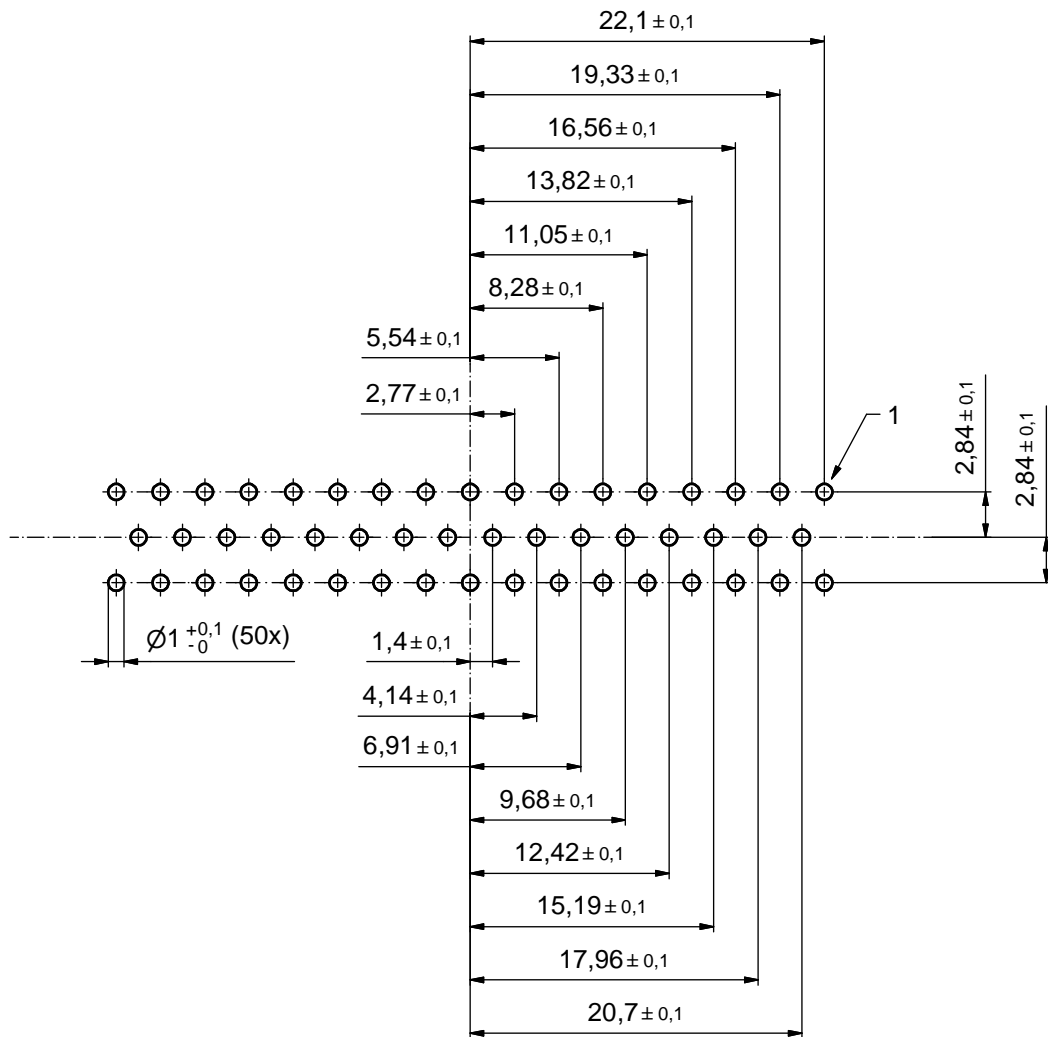 22,1 ± 0,1
19,33 ± 0,1
16,56 ± 0,1
13,82 ± 0,1
11,05 ± 0,1
8,28 ± 0,1
5,54 ± 0,1
2,77 ± 0,1
1
2,84 ± 0,1
2,84 ± 0,1
Ø1 +0,1 -0 (50x)
1,4 ± 0,1
4,14 ± 0,1
6,91 ± 0,1
9,68 ± 0,1
12,42 ± 0,1
15,19 ± 0,1
17,96 ± 0,1
20,7 ± 0,1